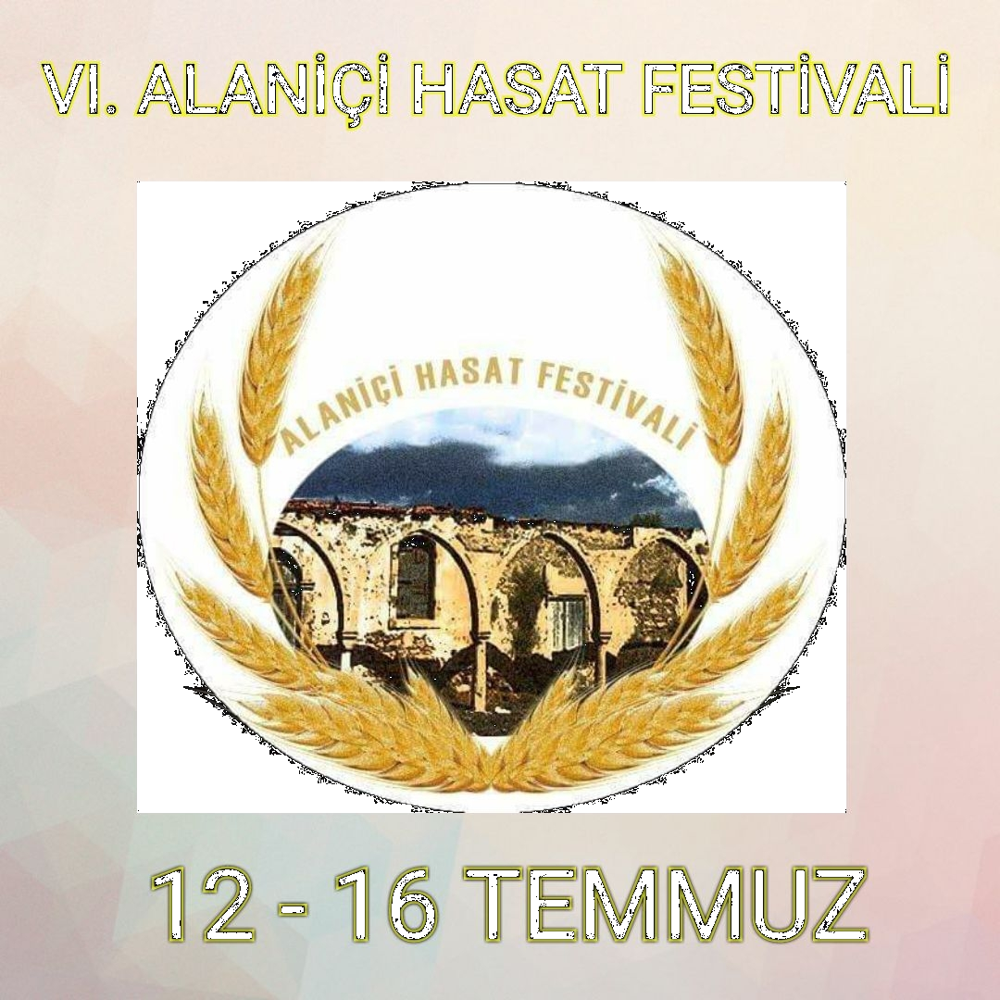 VI. ALANİÇİ HASAT FESTİVALİ
ALANİÇİ HASAT FESTİVALİ
12 - 16 TEMMUZ